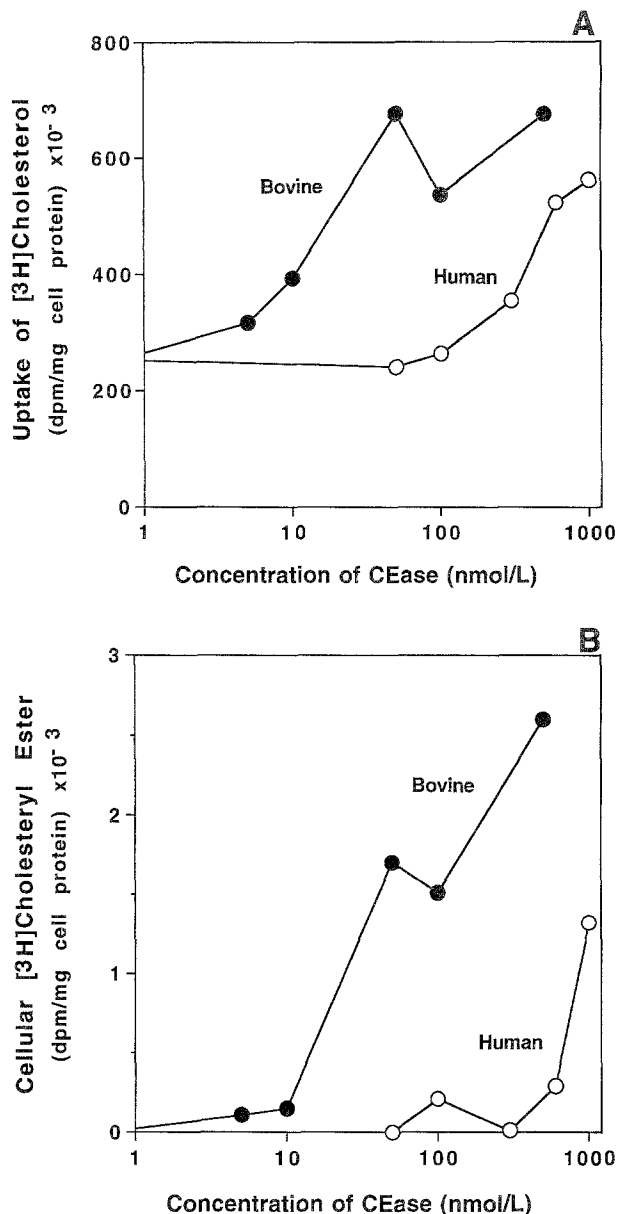 A
Uptake of [3H]Cholesterol
(dpm/mg cell protein) x10- 3
800
600
400
200
0
Bovine
Human
1
10
100
1000
Concentration of CEase (nmol/L)
B
Cellular [3H]Cholesteryl Ester
(dpm/mg cell protein) x10- 3
3
2
1
0
Bovine
Human
1
10
100
1000
Concentration of CEase (nmol/L)